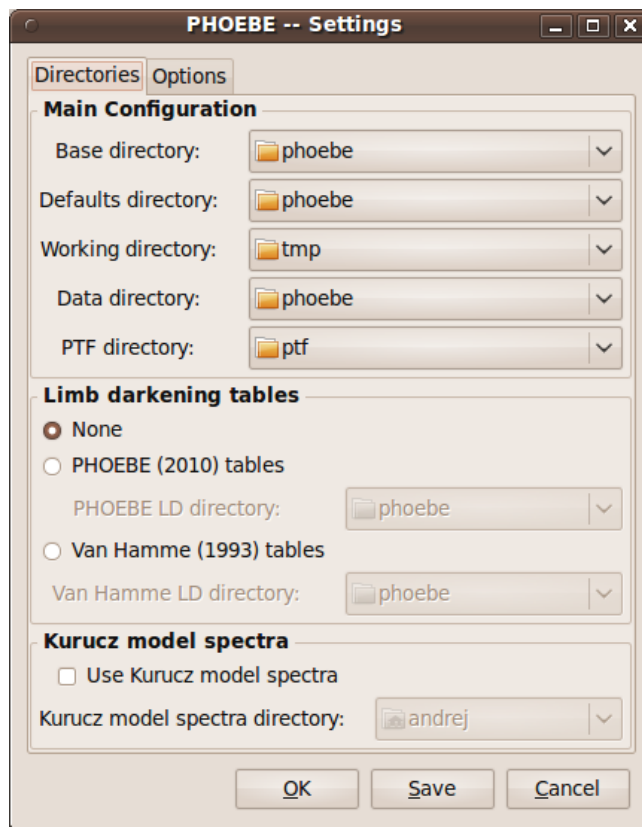 PHOEBE -- Settings
Directories Options
Main Configuration
Base directory: phoebe
Defaults directory: phoebe
Working directory: tmp
Data directory: phoebe
PTF directory: ptf
Limb darkening tables
None
PHOEBE (2010) tables
PHOEBE LD directory: phoebe
Van Hamme (1993) tables
Van Hamme LD directory: phoebe
Kurucz model spectra
Use Kurucz model spectra
Kurucz model spectra directory: andrej
OK Save Cancel